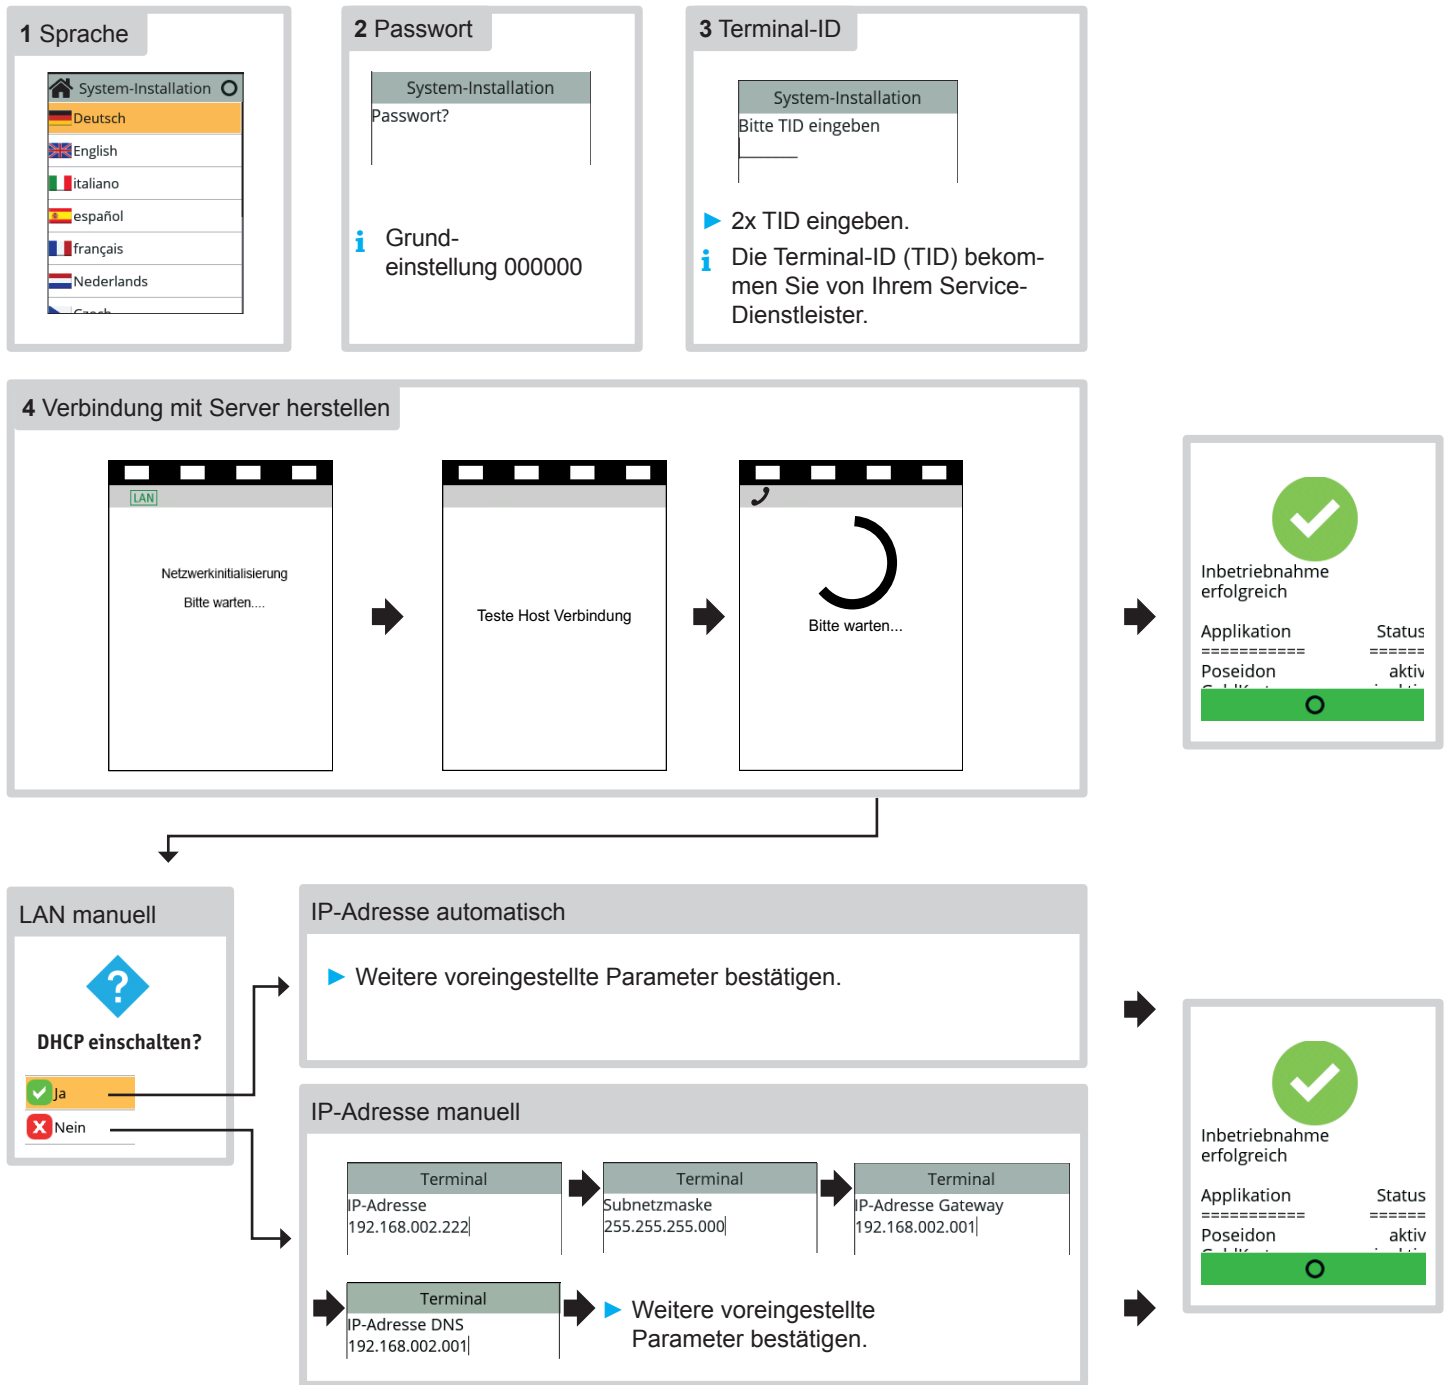 1 Sprache
System-Installation
Deutsch
English
italiano
español
français
Nederlands
Czech
2 Passwort
System-Installation
Passwort?
i Grund-
einstellung 000000
3 Terminal-ID
System-Installation
Bitte TID eingeben
2x TID eingeben.
i Die Terminal-ID (TID) bekom-
men Sie von Ihrem Service-
Dienstleister.
4 Verbindung mit Server herstellen
LAN
Netzwerkinitialisierung
Bitte warten....
Teste Host Verbindung
Bitte warten...
Inbetriebnahme
erfolgreich
Applikation Status
=========== ======
Poseidon aktiv
LAN manuell
?
DHCP einschalten?
Ja
X Nein
IP-Adresse automatisch
Weitere voreingestellte Parameter bestätigen.
IP-Adresse manuell
Terminal
IP-Adresse
192.168.002.222
Terminal
Subnetzmaske
255.255.255.000
Terminal
IP-Adresse Gateway
192.168.002.001
Terminal
IP-Adresse DNS
192.168.002.001
Weitere voreingestellte
Parameter bestätigen.
Inbetriebnahme
erfolgreich
Applikation Status
=========== ======
Poseidon aktiv